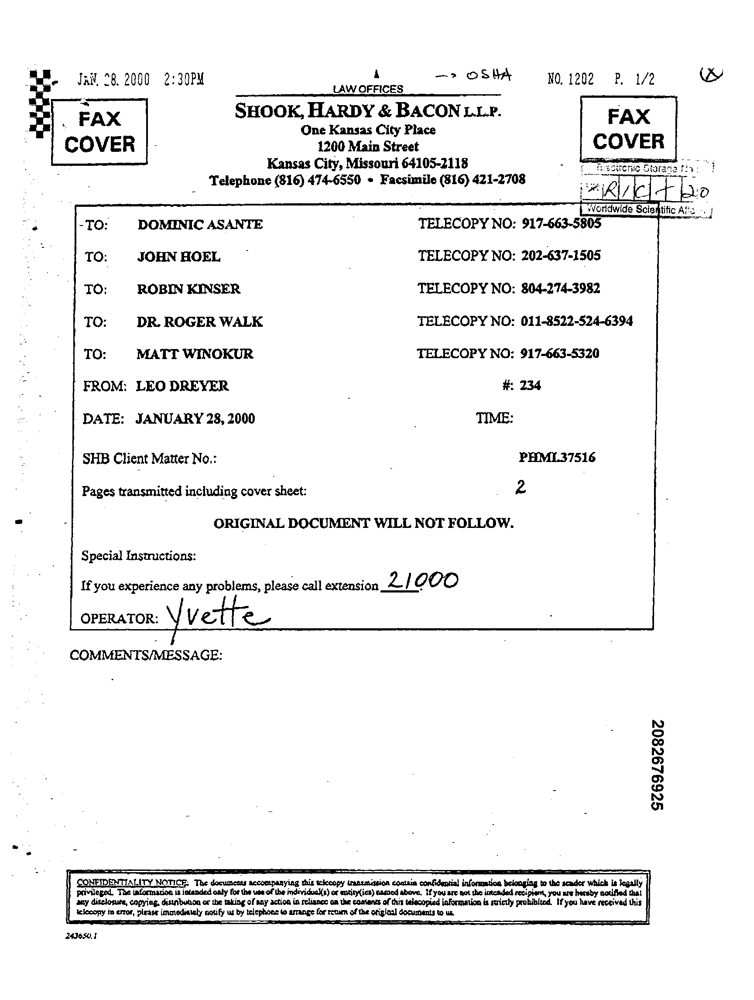 JAN. 28. 2000 2:30PM -> OSHA NO. 1202 P. 1/2
LAW OFFICES
SHOOK, HARDY & BACON L.L.P.
One Kansas City Place
1200 Main Street
Kansas City, Missouri 64105-2118
Telephone (816) 474-6550 • Facsimile (816) 421-2708
FAX
COVER
FAX
COVER
Electronic Storage
R/C + 20
Worldwide Scientific Affa
TO: DOMINIC ASANTE TELECOPY NO: 917-663-5805
TO: JOHN HOEL TELECOPY NO: 202-637-1505
TO: ROBIN KINSER TELECOPY NO: 804-274-3982
TO: DR. ROGER WALK TELECOPY NO: 011-8522-524-6394
TO: MATT WINOKUR TELECOPY NO: 917-663-5320
FROM: LEO DREYER #: 234
DATE: JANUARY 28, 2000 TIME:
SHB Client Matter No.: PHML37516
Pages transmitted including cover sheet: 2
ORIGINAL DOCUMENT WILL NOT FOLLOW.
Special Instructions:
If you experience any problems, please call extension 21000.
OPERATOR: Yvette
COMMENTS/MESSAGE:
2082676925
CONFIDENTIALITY NOTICE. The documents accompanying this telecopy transmission contain confidential information belonging to the sender which is legally
privileged. The information is intended only for the use of the individual(s) or entity(ies) named above. If you are not the intended recipient, you are hereby notified that
any disclosure, copying, distribution or the taking of any action in reliance on the contents of this telecopied information is strictly prohibited. If you have received this
telecopy in error, please immediately notify us by telephone to arrange for return of the original documents to us.
243650.1